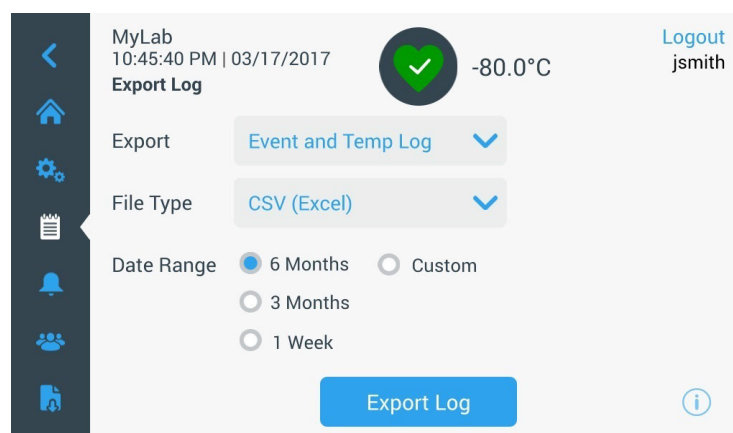 MyLab
10:45:40 PM | 03/17/2017
Export Log
-80.0°C
Logout
jsmith
Export Event and Temp Log
File Type CSV (Excel)
Date Range 6 Months Custom
3 Months
1 Week
Export Log
i